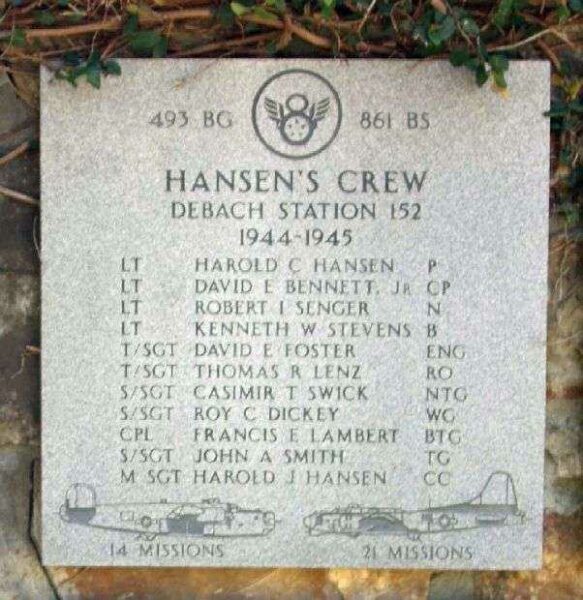 493 BG 8 861 BS
HANSEN'S CREW
DEBACH STATION 152
1944-1945
LT HAROLD C HANSEN P
LT DAVID E BENNETT, JR CP
LT ROBERT I SENGER N
LT KENNETH W STEVENS B
T/SGT DAVID E FOSTER ENG
T/SGT THOMAS R LENZ RO
S/SGT CASIMIR T SWICK NTG
S/SGT ROY C DICKEY WG
CPL FRANCIS E LAMBERT BTG
S/SGT JOHN A SMITH TG
M SGT HAROLD J HANSEN CC
14 MISSIONS 21 MISSIONS